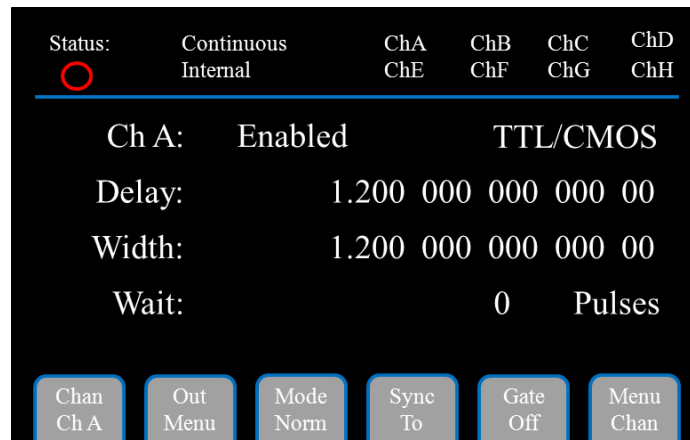 Status: Continuous ChA ChB ChC ChD
Internal ChE ChF ChG ChH
Ch A: Enabled TTL/CMOS
Delay: 1.200 000 000 000 00
Width: 1.200 000 000 000 00
Wait: 0 Pulses
Chan Out Mode Sync Gate Menu
Ch A Menu Norm To Off Chan